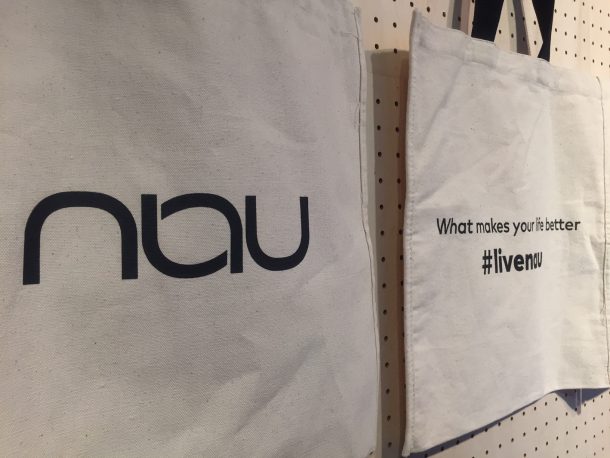 nau
What makes your life better
#livenau